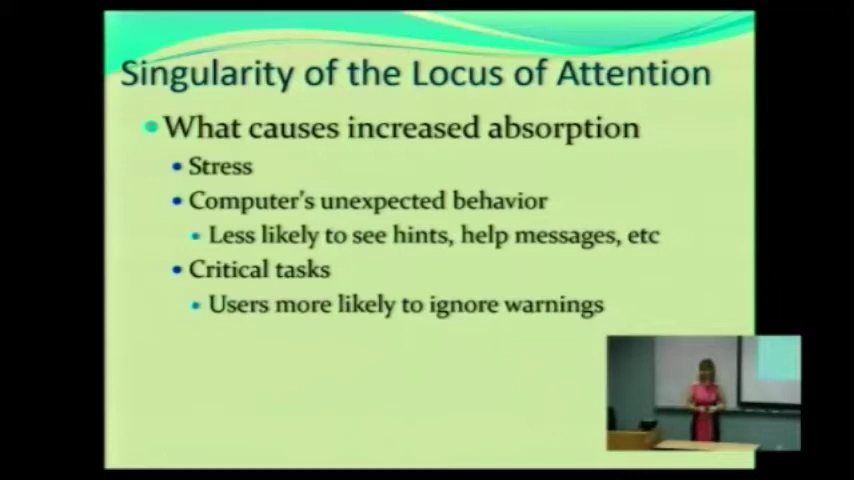 Singularity of the Locus of Attention
What causes increased absorption
Stress
Computer's unexpected behavior
Less likely to see hints, help messages, etc
Critical tasks
Users more likely to ignore warnings